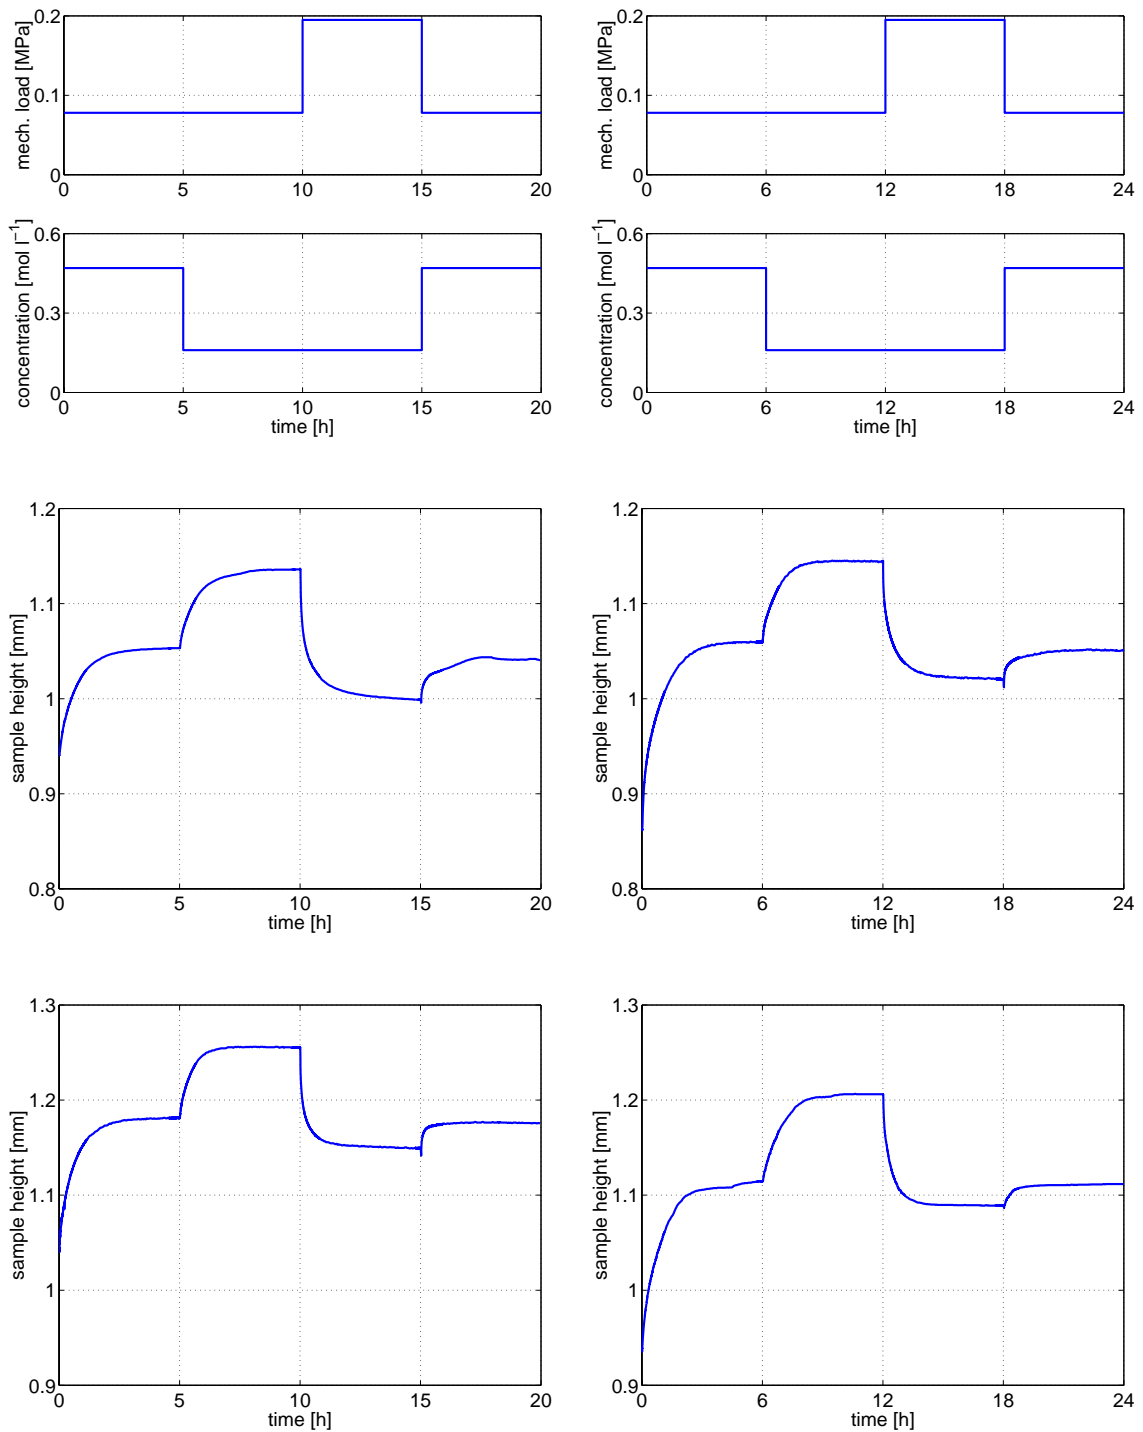 mech. load [MPa]
0.2
0.1
0
0 5 10 15 20
mech. load [MPa]
0.2
0.1
0
0 6 12 18 24
concentration [mol l⁻¹]
0.6
0.3
0
0 5 10 15 20
time [h]
concentration [mol l⁻¹]
0.6
0.3
0
0 6 12 18 24
time [h]
sample height [mm]
1.2
1.1
1
0.9
0.8
0 5 10 15 20
time [h]
sample height [mm]
1.2
1.1
1
0.9
0.8
0 6 12 18 24
time [h]
sample height [mm]
1.3
1.2
1.1
1
0.9
0 5 10 15 20
time [h]
sample height [mm]
1.3
1.2
1.1
1
0.9
0 6 12 18 24
time [h]